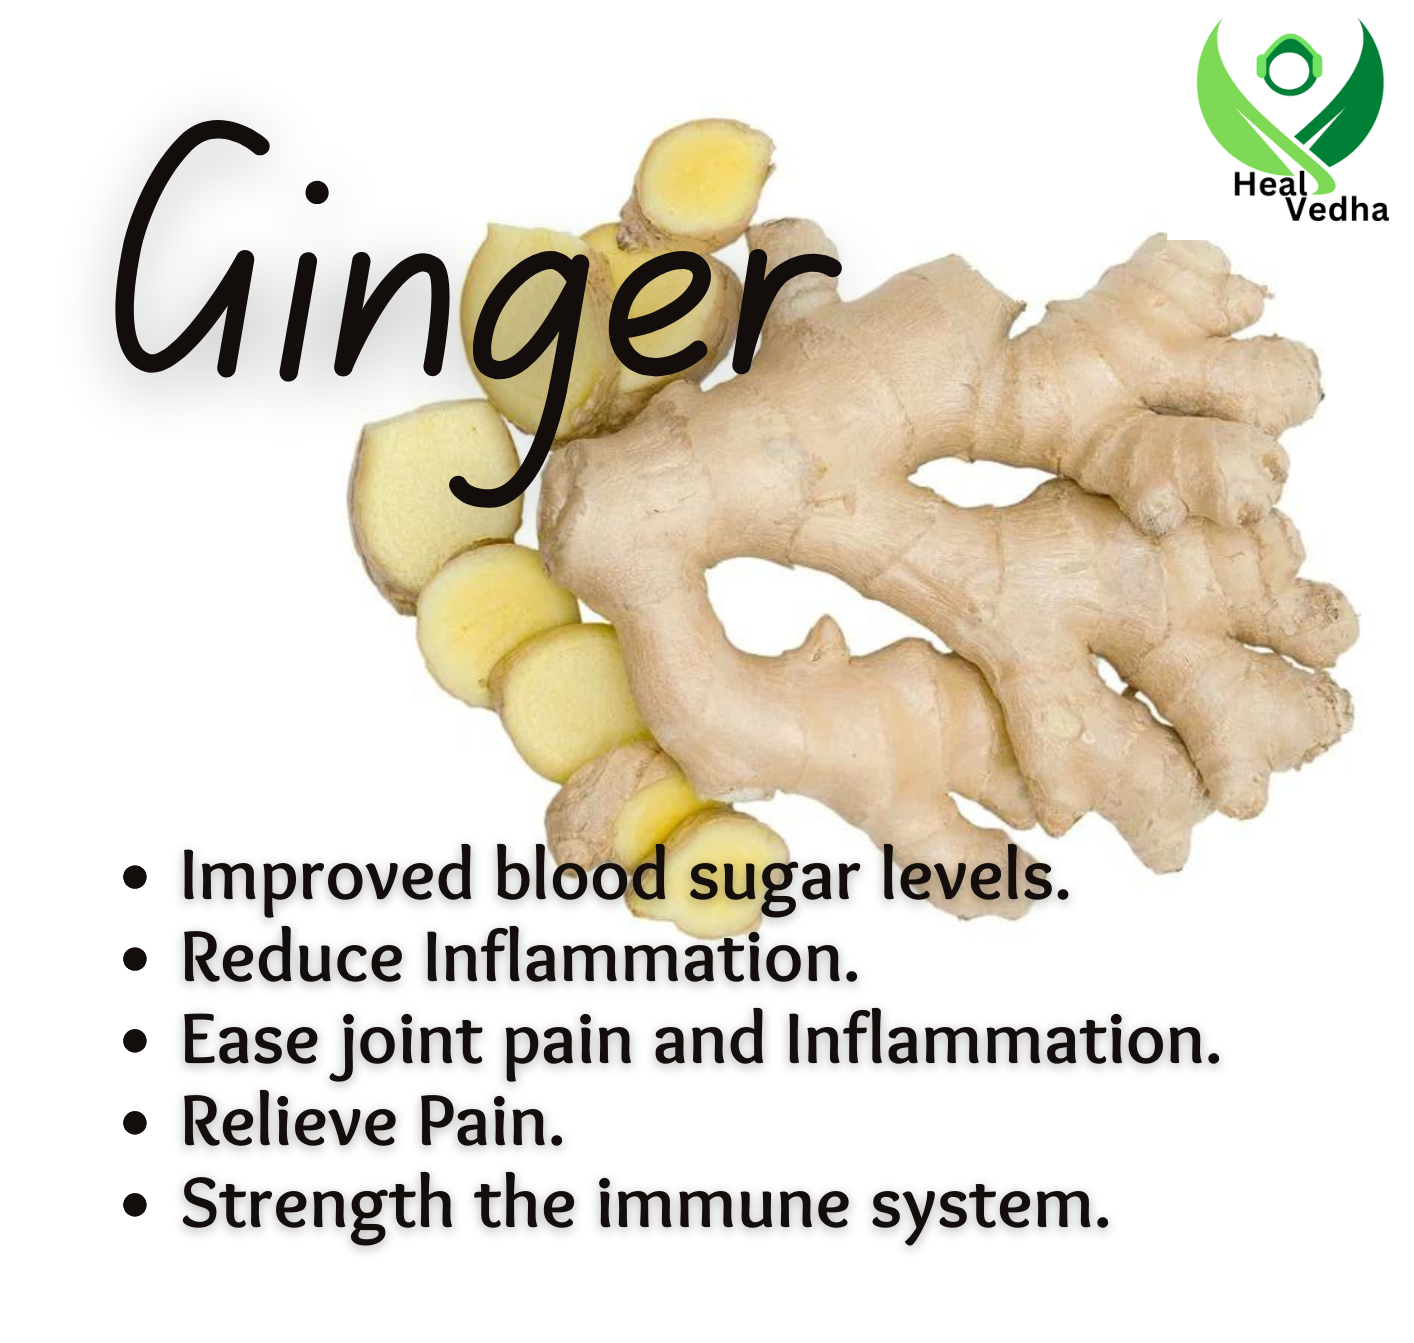 Heal
Vedha
Ginger
• Improved blood sugar levels.
• Reduce Inflammation.
• Ease joint pain and Inflammation.
• Relieve Pain.
• Strength the immune system.